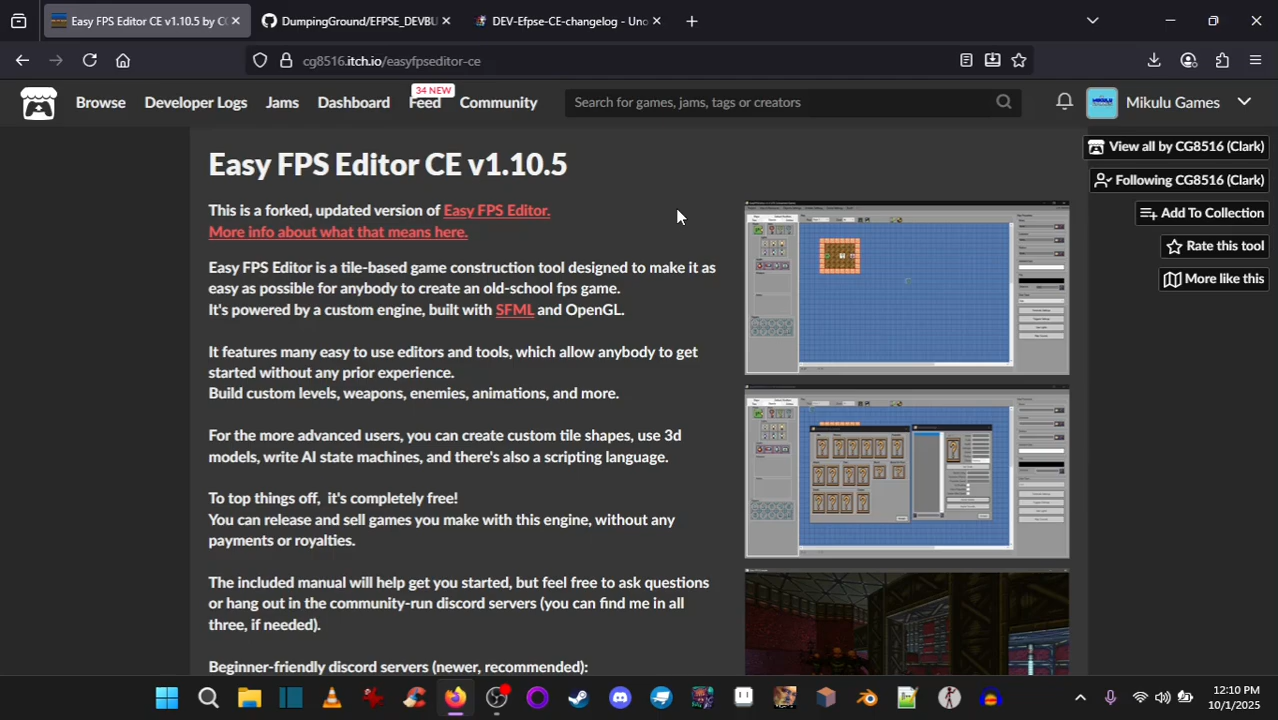 Easy FPS Editor CE v1.10.5 by C
DumpingGround/EFPSE_DEVBU
DEV-Efpse-CE-changelog - Uno
cg8516.itch.io/easyfpseditor-ce
34 NEW
Browse Developer Logs Jams Dashboard Feed Community
Search for games, jams, tags or creators
Mikulu Games
View all by CG8516 (Clark)
Following CG8516 (Clark)
Add To Collection
Rate this tool
More like this
Easy FPS Editor CE v1.10.5
This is a forked, updated version of Easy FPS Editor.
More info about what that means here.
Easy FPS Editor is a tile-based game construction tool designed to make it as
easy as possible for anybody to create an old-school fps game.
It's powered by a custom engine, built with SFML and OpenGL.
It features many easy to use editors and tools, which allow anybody to get
started without any prior experience.
Build custom levels, weapons, enemies, animations, and more.
For the more advanced users, you can create custom tile shapes, use 3d
models, write AI state machines, and there's also a scripting language.
To top things off, it's completely free!
You can release and sell games you make with this engine, without any
payments or royalties.
The included manual will help get you started, but feel free to ask questions
or hang out in the community-run discord servers (you can find me in all
three, if needed).
Beginner-friendly discord servers (newer, recommended):
12:10 PM
10/1/2025